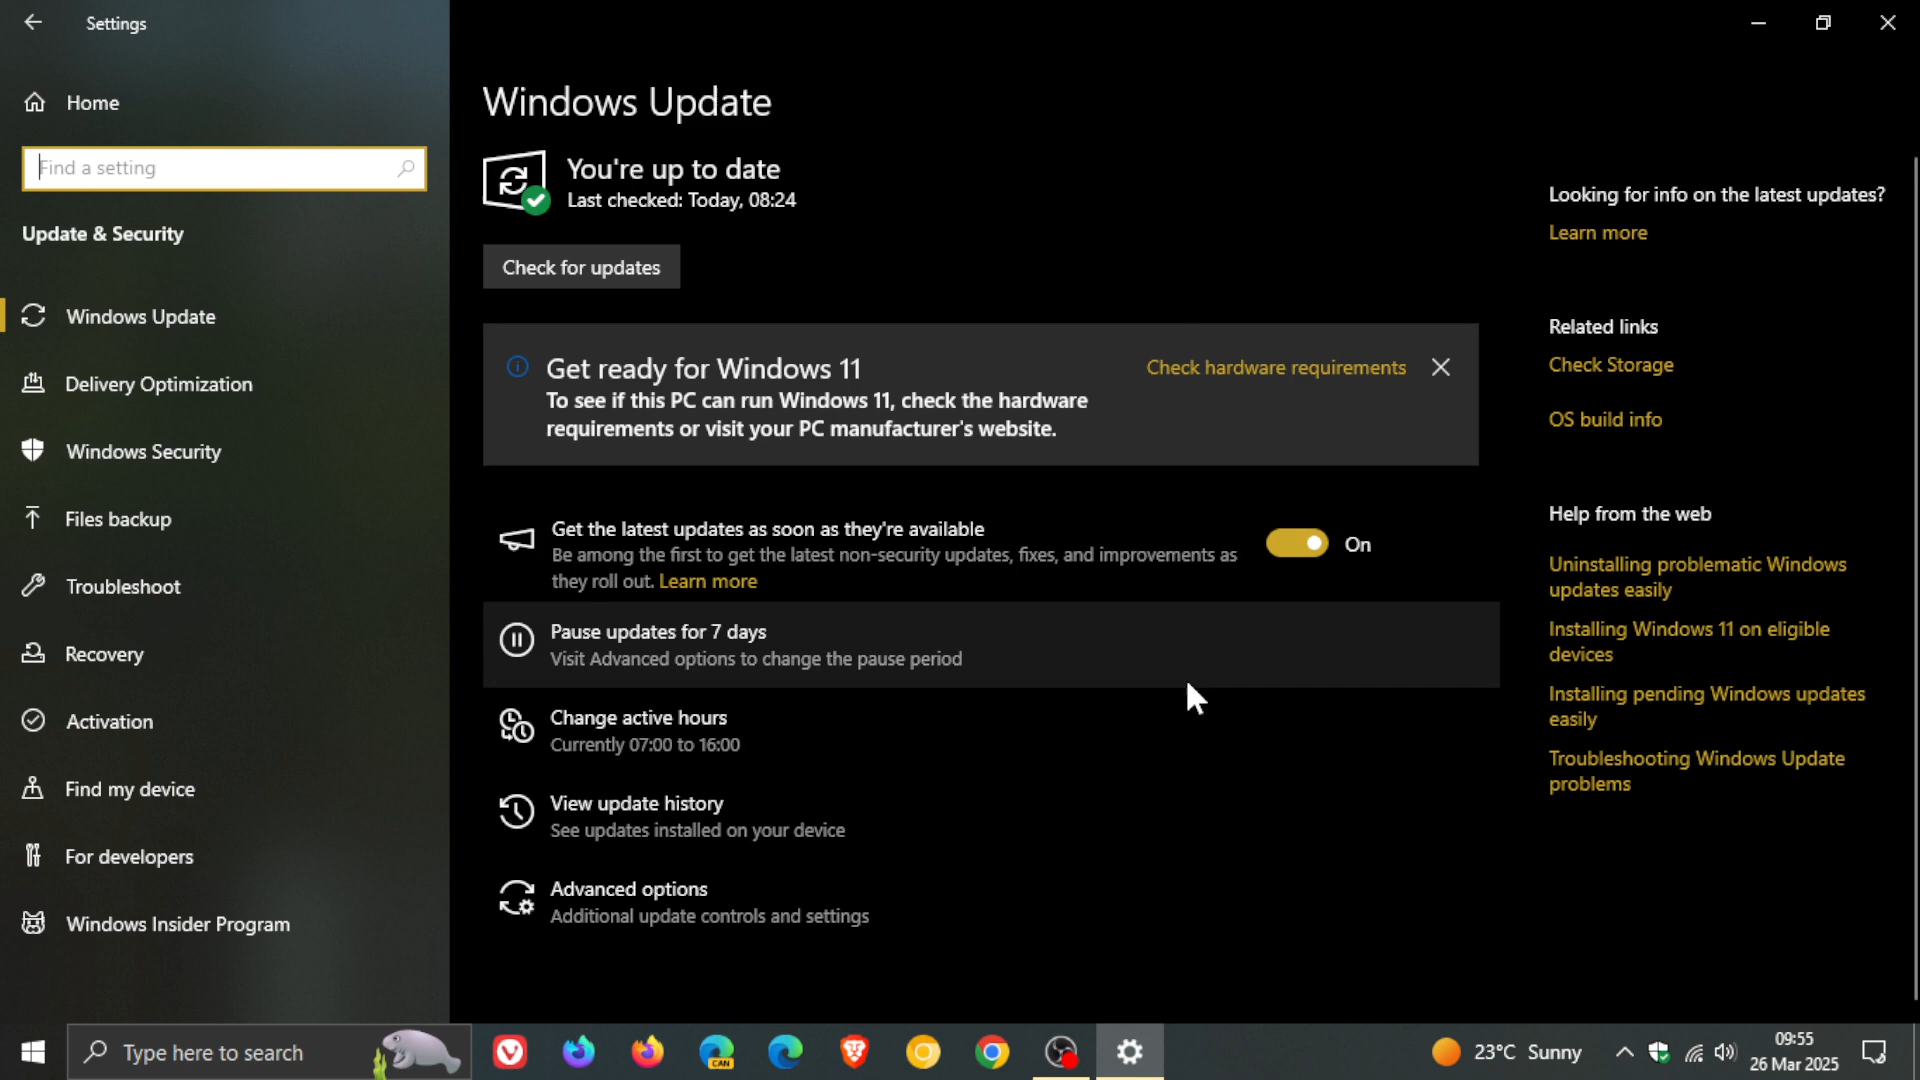 Settings
Home
Find a setting
Update & Security
Windows Update
Delivery Optimization
Windows Security
Files backup
Troubleshoot
Recovery
Activation
Find my device
For developers
Windows Insider Program
Windows Update
You're up to date
Last checked: Today, 08:24
Check for updates
Get ready for Windows 11
To see if this PC can run Windows 11, check the hardware
requirements or visit your PC manufacturer's website.
Check hardware requirements
Get the latest updates as soon as they're available
Be among the first to get the latest non-security updates, fixes, and improvements as
they roll out. Learn more
On
Pause updates for 7 days
Visit Advanced options to change the pause period
Change active hours
Currently 07:00 to 16:00
View update history
See updates installed on your device
Advanced options
Additional update controls and settings
Looking for info on the latest updates?
Learn more
Related links
Check Storage
OS build info
Help from the web
Uninstalling problematic Windows
updates easily
Installing Windows 11 on eligible
devices
Installing pending Windows updates
easily
Troubleshooting Windows Update
problems
Type here to search
CAN
23°C Sunny
09:55
26 Mar 2025